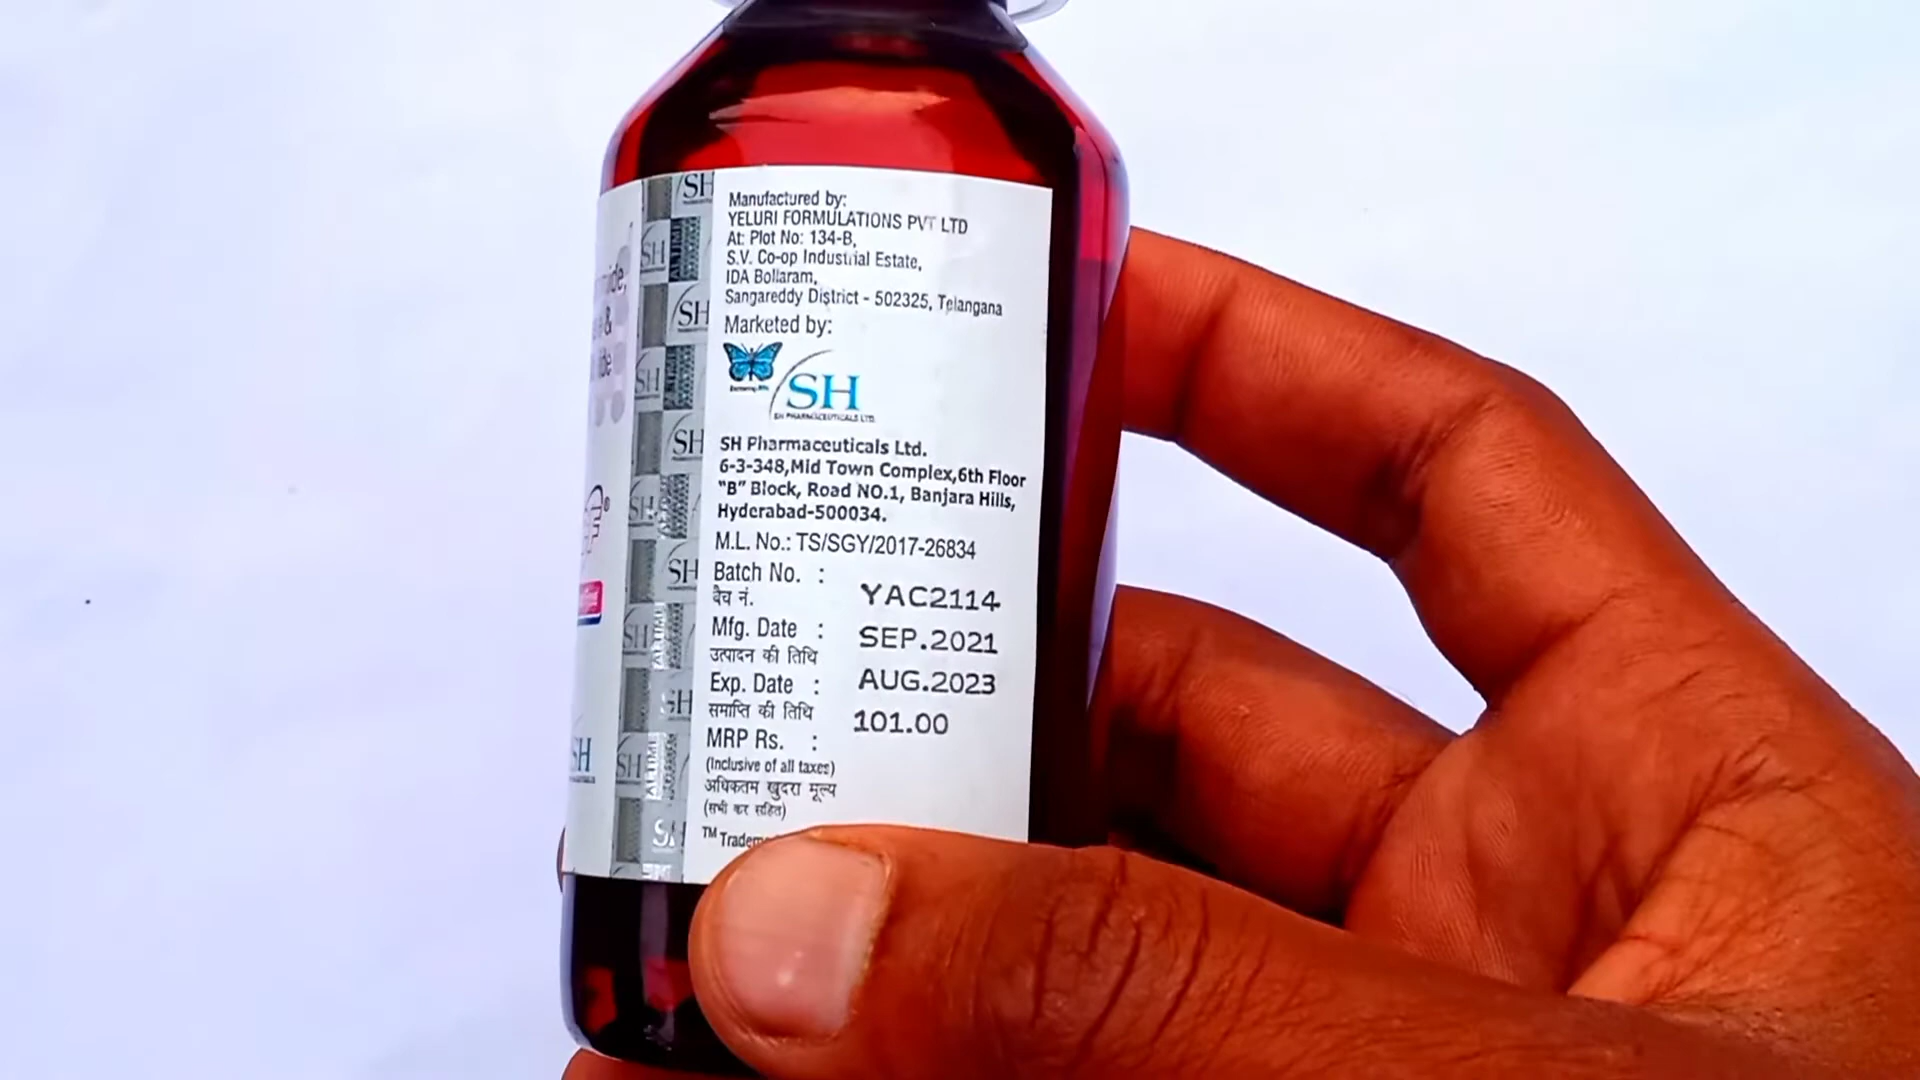 Manufactured by:
YELURI FORMULATIONS PVT LTD
At: Plot No: 134-B,
S.V. Co-op Industrial Estate,
IDA Bollaram,
Sangareddy District - 502325, Telangana
Marketed by:
SH
SH PHARMACEUTICALS LTD.
SH Pharmaceuticals Ltd.
6-3-348,Mid Town Complex,6th Floor
"B" Block, Road NO.1, Banjara Hills,
Hyderabad-500034.
M.L. No.: TS/SGY/2017-26834
Batch No. : YAC2114
बैच नं.
Mfg. Date : SEP.2021
उत्पादन की तिथि
Exp. Date : AUG.2023
समाप्ति की तिथि
101.00
MRP Rs. :
(Inclusive of all taxes)
अधिकतम खुदरा मूल्य
(सभी कर सहित)